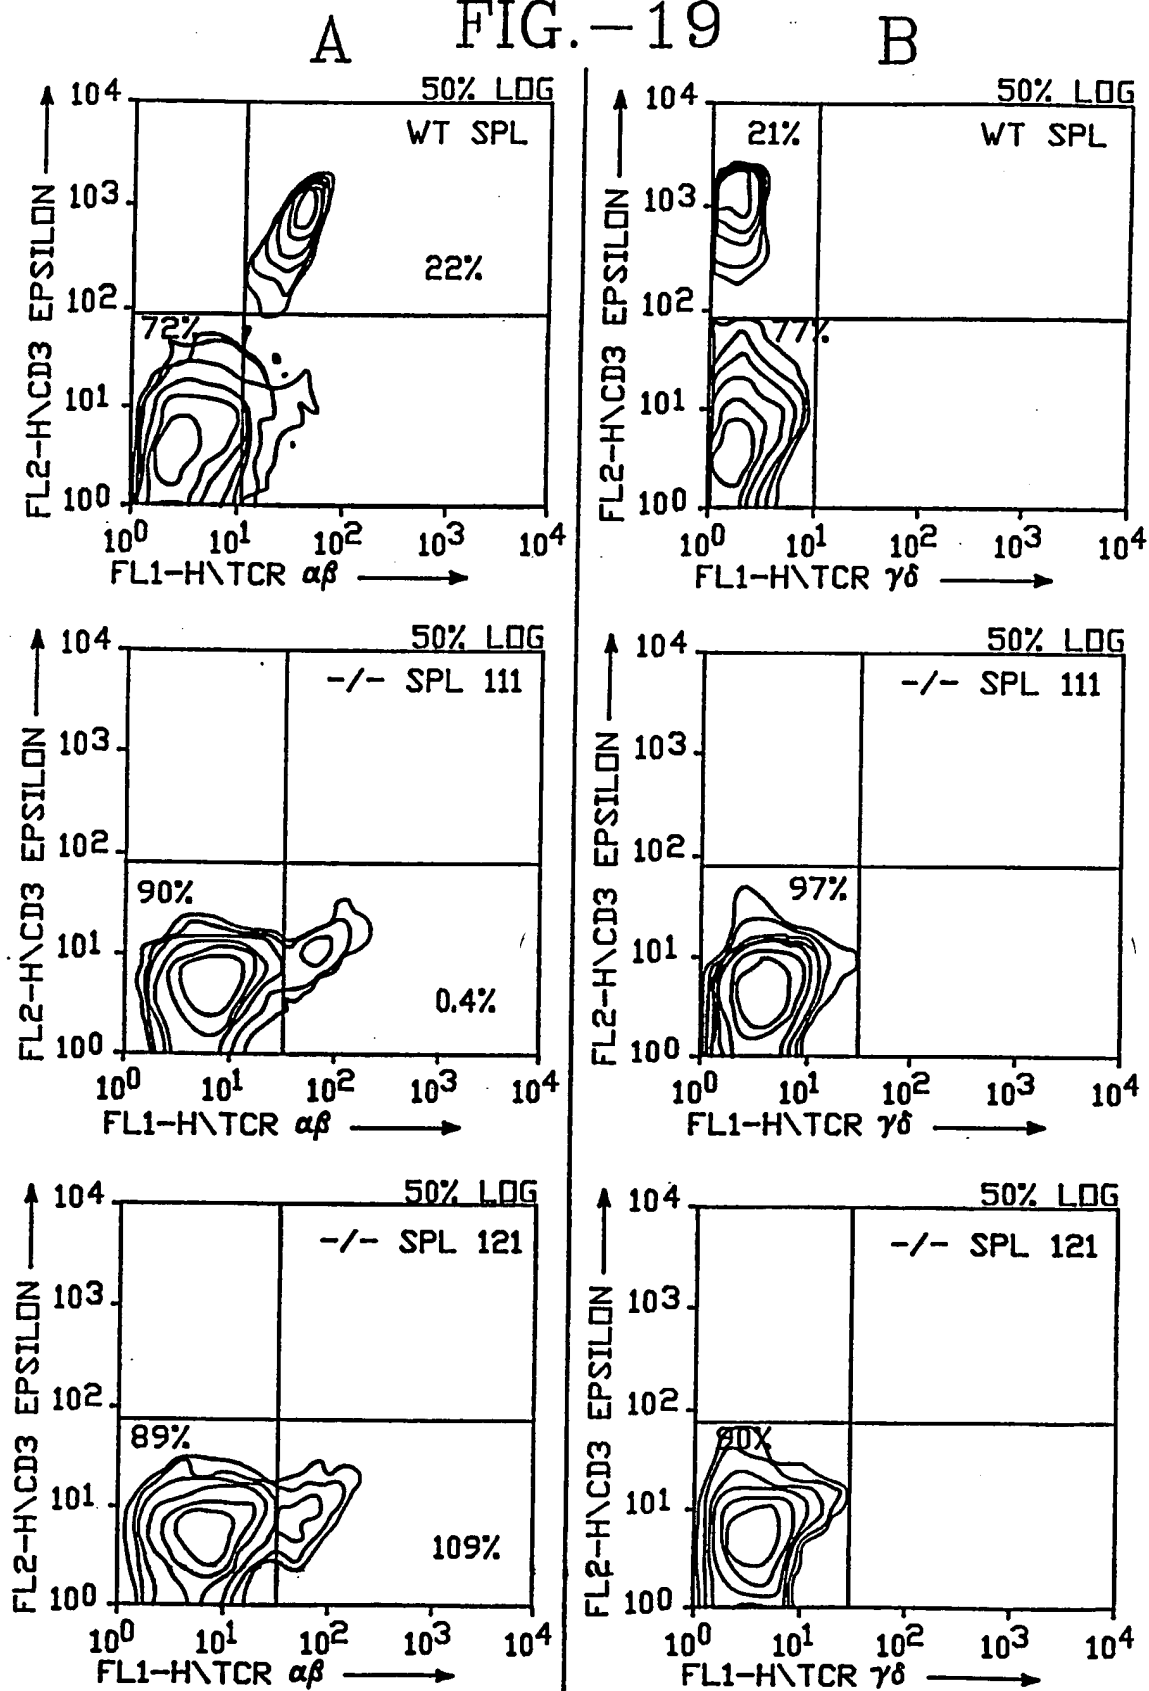 FIG.-19
A
B
50% LOG
WT SPL
22%
72%
FL2-H\CD3 EPSILON
104
103
102
101
100
10⁰ 10¹ 10² 10³ 10⁴
FL1-H\TCR αβ
50% LOG
WT SPL
21%
77%
FL2-H\CD3 EPSILON
104
103
102
101
100
10⁰ 10¹ 10² 10³ 10⁴
FL1-H\TCR γδ
50% LOG
-/- SPL 111
90%
0.4%
FL2-H\CD3 EPSILON
104
103
102
101
100
10⁰ 10¹ 10² 10³ 10⁴
FL1-H\TCR αβ
50% LOG
-/- SPL 111
97%
FL2-H\CD3 EPSILON
104
103
102
101
100
10⁰ 10¹ 10² 10³ 10⁴
FL1-H\TCR γδ
50% LOG
-/- SPL 121
89%
109%
FL2-H\CD3 EPSILON
104
103
102
101
100
10⁰ 10¹ 10² 10³ 10⁴
FL1-H\TCR αβ
50% LOG
-/- SPL 121
FL2-H\CD3 EPSILON
104
103
102
101
100
10⁰ 10¹ 10² 10³ 10⁴
FL1-H\TCR γδ